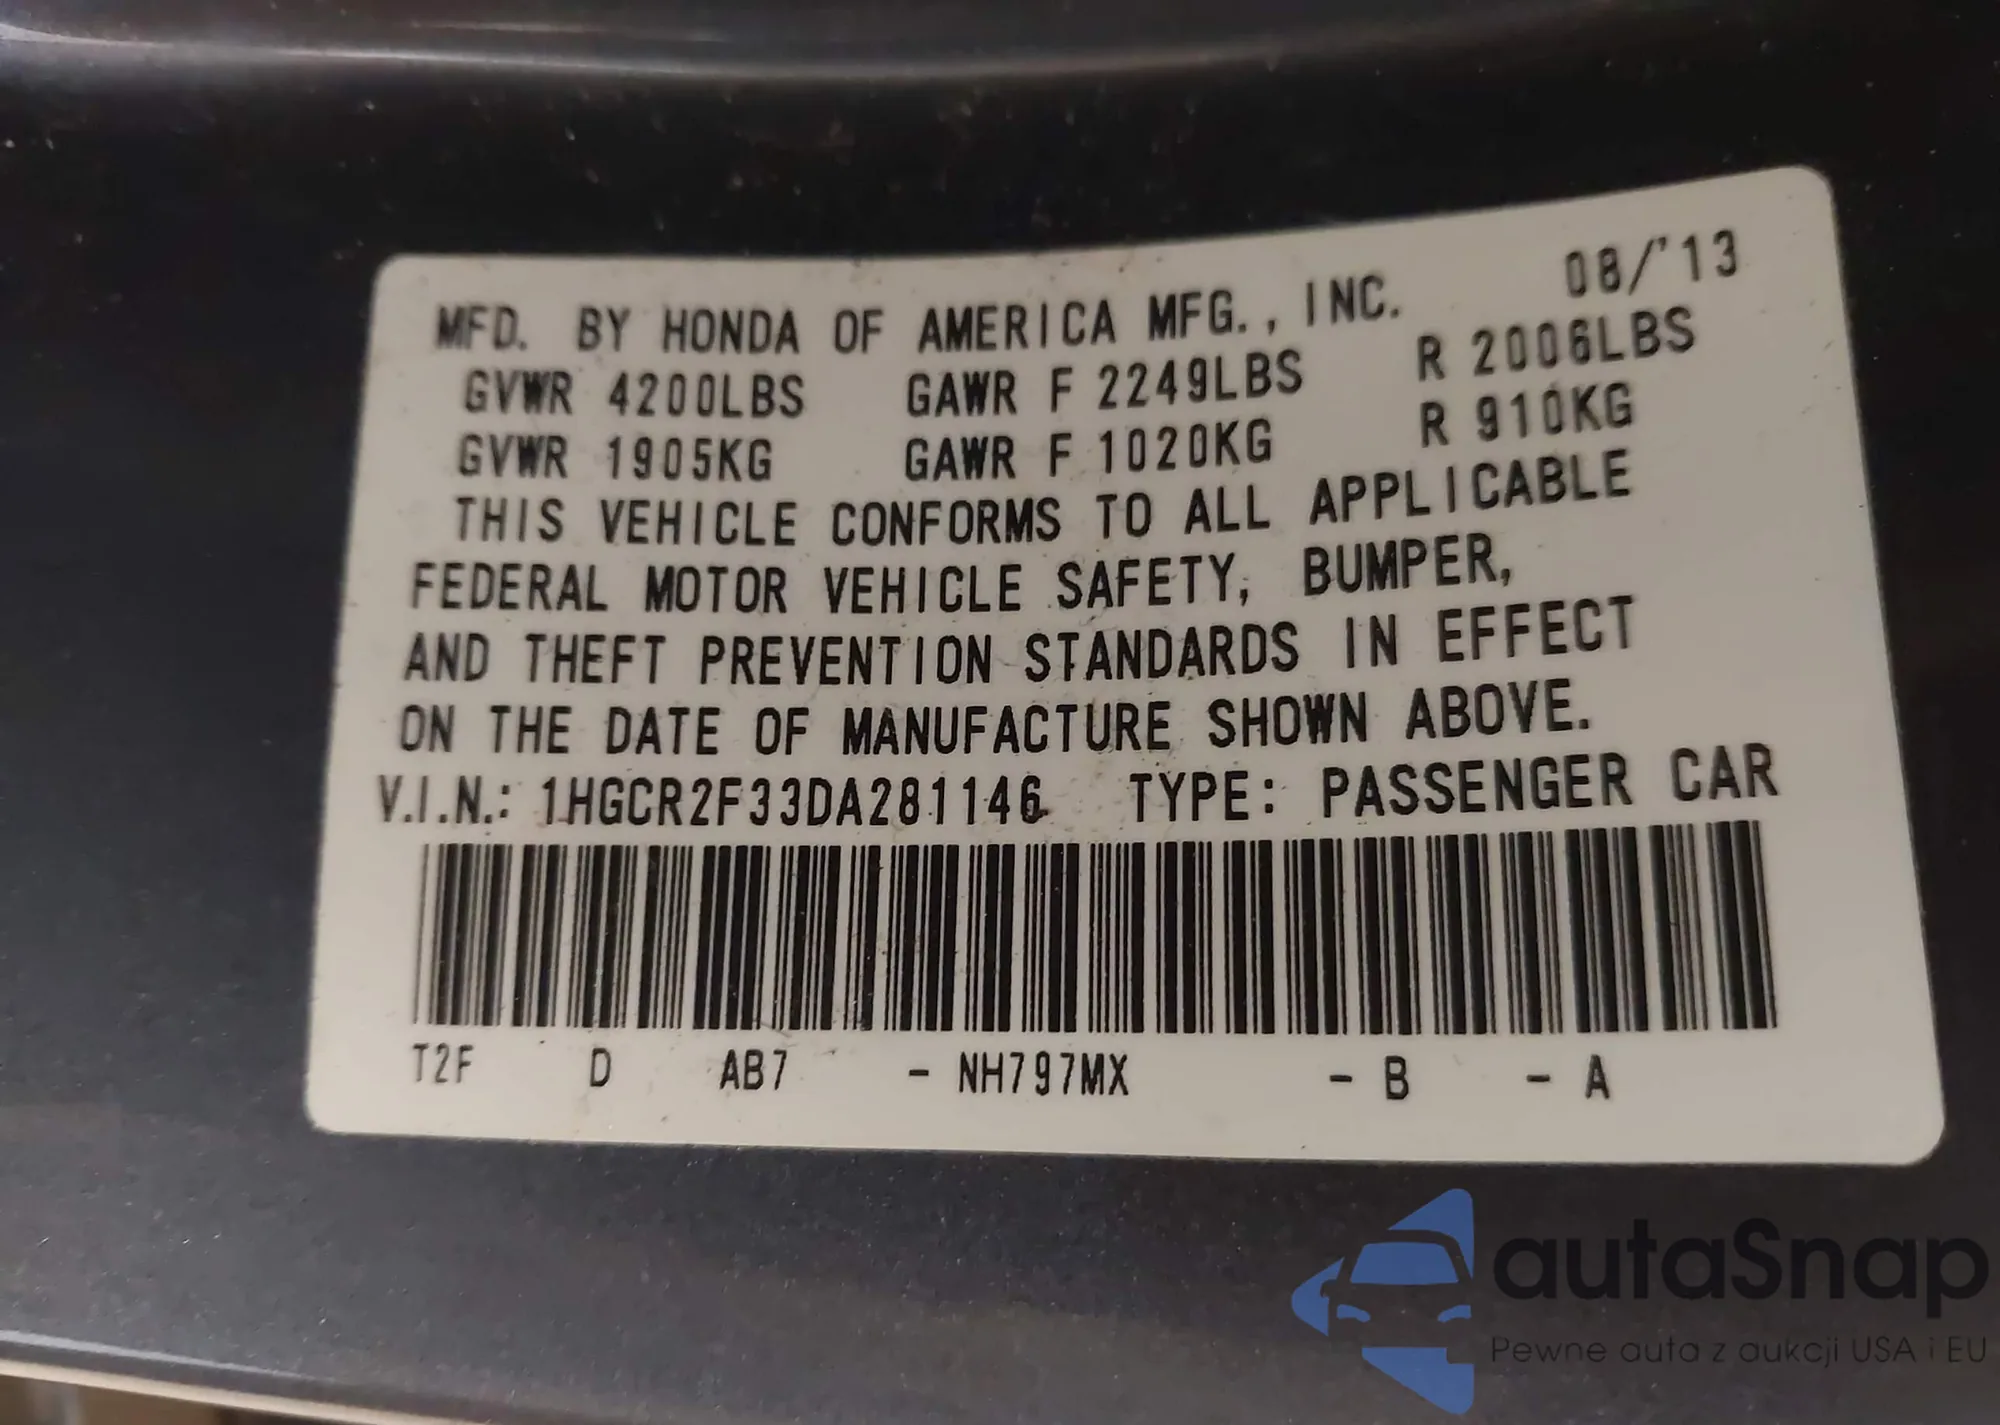 MFD. BY HONDA OF AMERICA MFG., INC. 08/'13
GVWR 4200LBS GAWR F 2249LBS R 2006LBS
GVWR 1905KG GAWR F 1020KG R 910KG
THIS VEHICLE CONFORMS TO ALL APPLICABLE
FEDERAL MOTOR VEHICLE SAFETY, BUMPER,
AND THEFT PREVENTION STANDARDS IN EFFECT
ON THE DATE OF MANUFACTURE SHOWN ABOVE.
V.I.N.: 1HGCR2F33DA281146 TYPE: PASSENGER CAR
T2F D AB7 - NH797MX - B - A
autaSnap
Pewne auta z aukcji USA i EU